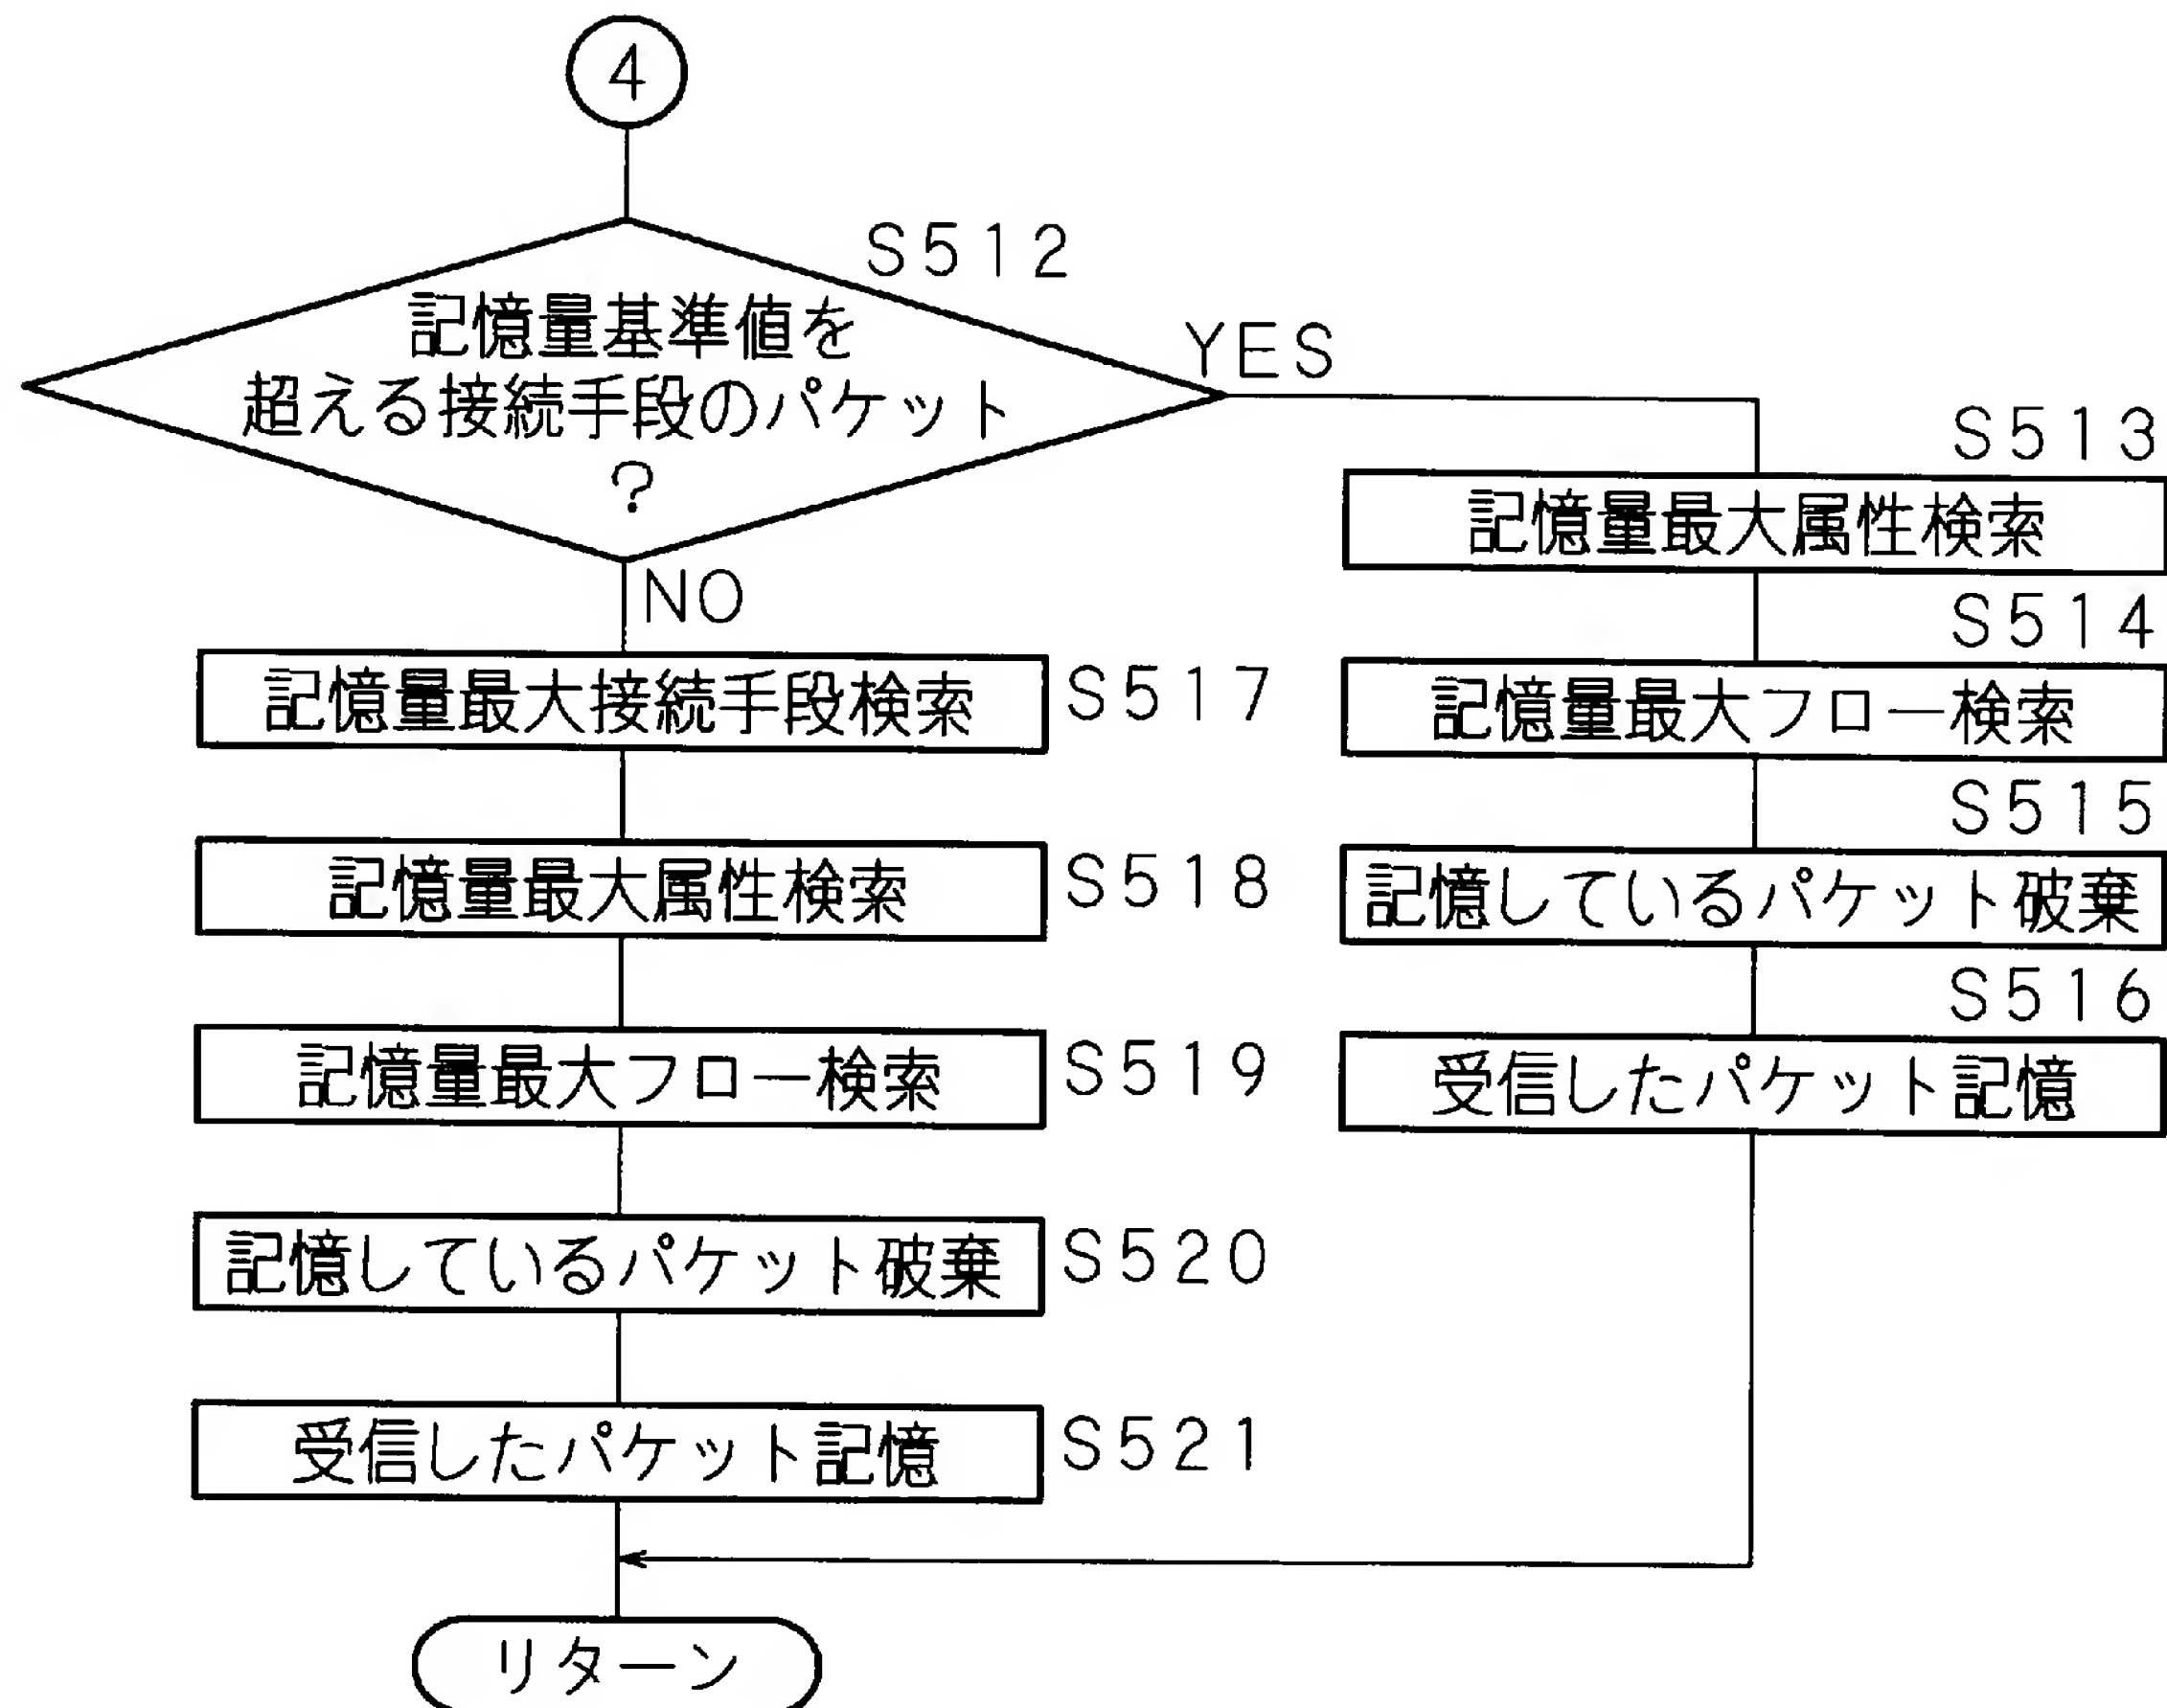 4
S512
記憶量基準値を
超える接続手段のパケット
?
YES
NO
S513
記憶量最大属性検索
S514
記憶量最大フロー検索
S515
記憶しているパケット破棄
S516
受信したパケット記憶
記憶量最大接続手段検索 S517
記憶量最大属性検索 S518
記憶量最大フロー検索 S519
記憶しているパケット破棄 S520
受信したパケット記憶 S521
リターン